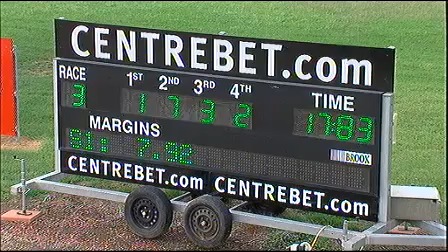 CENTREBET.com
RACE 1ST 2ND 3RD 4TH TIME
3 1 7 3 2 17:83
MARGINS
S1: 7.92
BROOX
CENTREBET.com CENTREBET.com